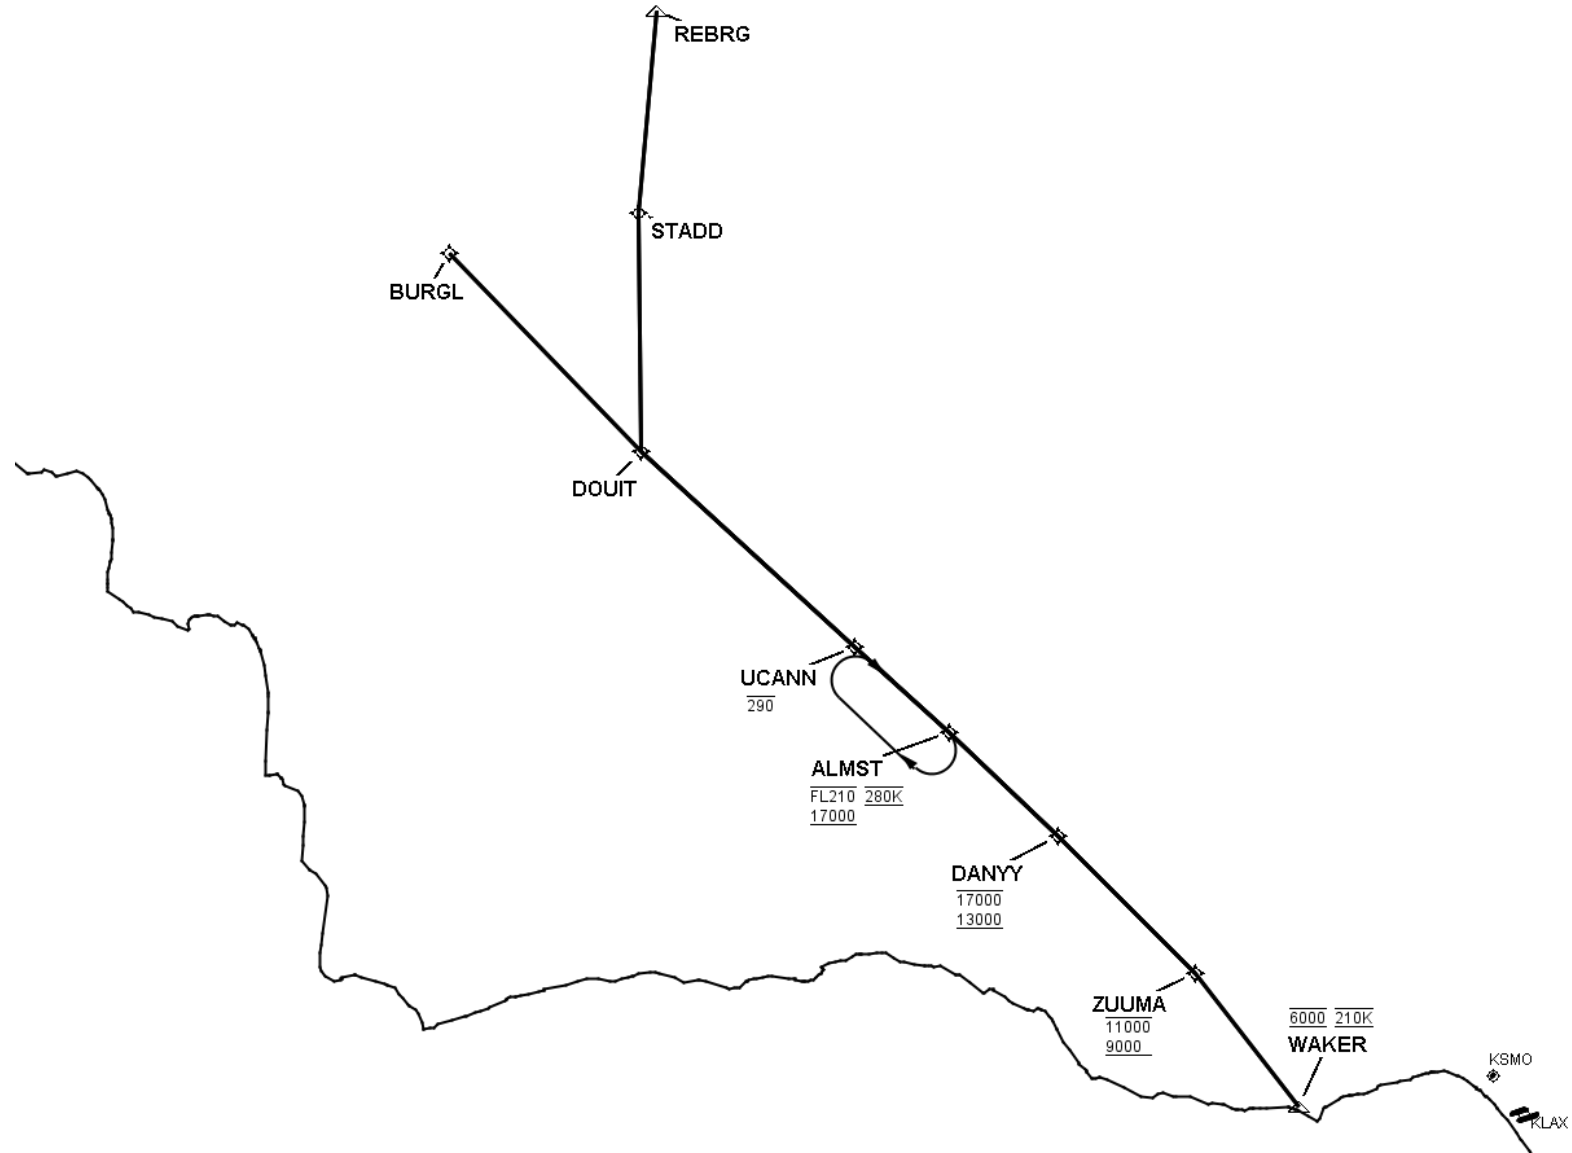 REBRG
STADD
BURGL
DOUIT
UCANN
290
ALMST
FL210 280K
17000
DANYY
17000
13000
ZUUMA
11000
9000
6000 210K
WAKER
KSMO
KLAX